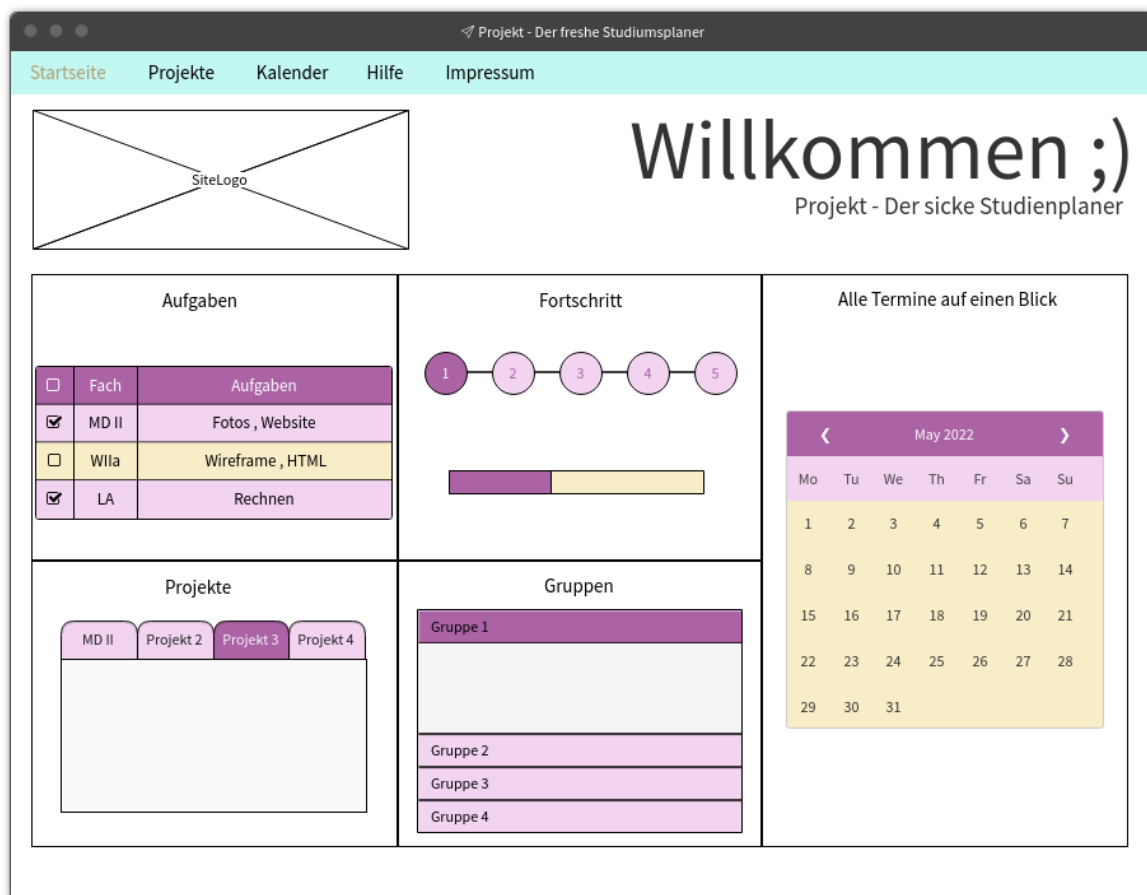 Projekt - Der freshe Studiumsplaner
Startseite Projekte Kalender Hilfe Impressum
SiteLogo
Willkommen ;)
Projekt - Der sicke Studienplaner
Aufgaben
Fach Aufgaben
MD II Fotos , Website
WIIa Wireframe , HTML
LA Rechnen
Fortschritt
1 2 3 4 5
Alle Termine auf einen Blick
❮ May 2022 ❯
Mo Tu We Th Fr Sa Su
1 2 3 4 5 6 7
8 9 10 11 12 13 14
15 16 17 18 19 20 21
22 23 24 25 26 27 28
29 30 31
Projekte
MD II Projekt 2 Projekt 3 Projekt 4
Gruppen
Gruppe 1
Gruppe 2
Gruppe 3
Gruppe 4